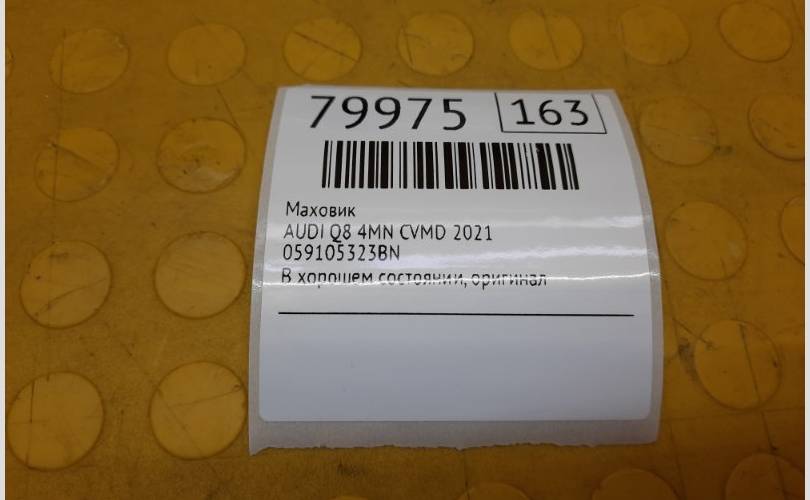 79975 163
Маховик
AUDI Q8 4MN CVMD 2021
059105323BN
В хорошем состоянии, оригинал